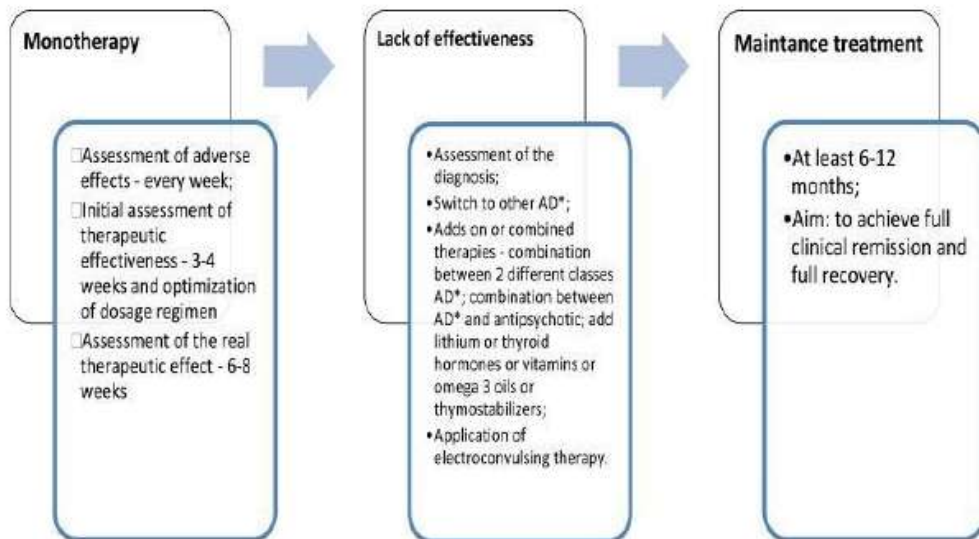 Monotherapy
□Assessment of adverse
effects - every week;
□Initial assessment of
therapeutic
effectiveness - 3-4
weeks and optimization
of dosage regimen
□Assessment of the real
therapeutic effect - 6-8
weeks
Lack of effectiveness
•Assessment of the
diagnosis;
•Switch to other AD*;
•Adds on or combined
therapies - combination
between 2 different classes
AD*; combination between
AD* and antipsychotic; add
lithium or thyroid
hormones or vitamins or
omega 3 oils or
thymostabilizers;
•Application of
electroconvulsing therapy.
Maintance treatment
•At least 6-12
months;
•Aim: to achieve full
clinical remission and
full recovery.